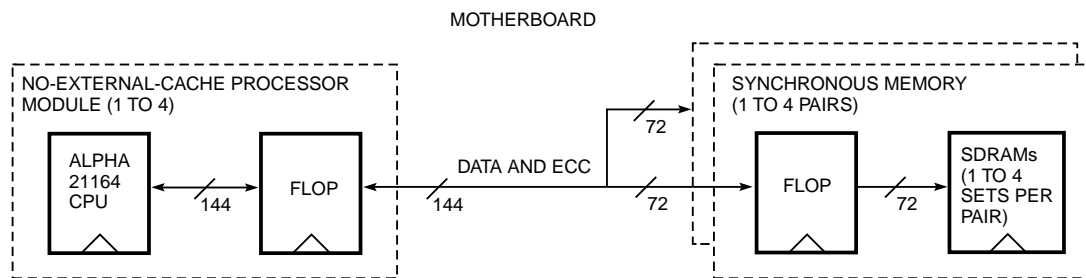 MOTHERBOARD
NO-EXTERNAL-CACHE PROCESSOR
MODULE (1 TO 4)
ALPHA
21164
CPU
144
FLOP
DATA AND ECC
144
72
72
SYNCHRONOUS MEMORY
(1 TO 4 PAIRS)
FLOP
72
SDRAMs
(1 TO 4
SETS PER
PAIR)